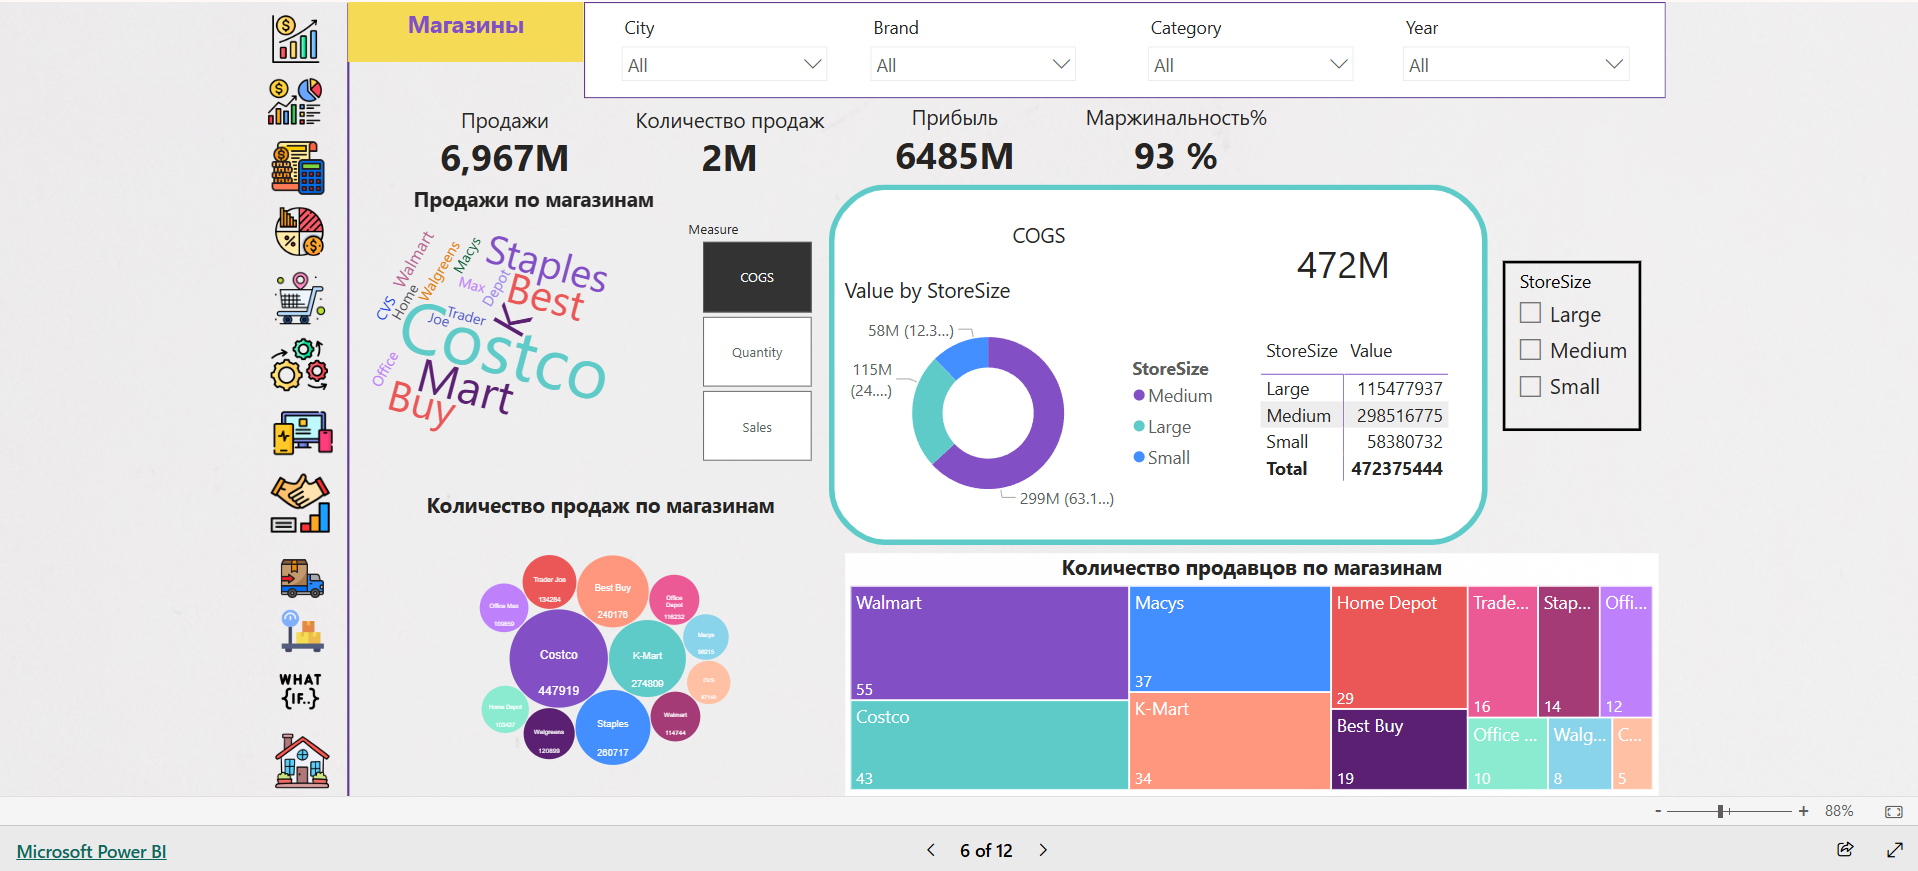 Магазины
City
Brand
Category
Year
All
All
All
All
Продажи
Количество продаж
Прибыль
Маржинальность%
6,967M
2M
6485M
93 %
Продажи по магазинам
Walmart
Walgreens
Macys
Staples
Max
Depot
Best
CVS
Home
K
Joe
Trader
Costco
Office
Mart
Buy
Measure
COGS
Quantity
Sales
COGS
472M
Value by StoreSize
58M (12.3...)
115M
(24....)
299M (63.1...)
StoreSize
Medium
Large
Small
StoreSize Value
Large 115477937
Medium 298516775
Small 58380732
Total 472375444
StoreSize
Large
Medium
Small
Количество продаж по магазинам
Trader Joe
134284
Best Buy
240176
Office
Depot
116232
Office Max
109859
Macys
98215
Costco
447919
K-Mart
274809
CVS
Home Depot
103427
Walgreens
120899
Staples
260717
Walmart
114744
Количество продавцов по магазинам
Walmart
55
Costco
43
Macys
37
K-Mart
34
Home Depot
29
Best Buy
19
Trade...
16
Stap...
14
Offi...
12
Office ...
10
Walg...
8
C...
5
WHAT
{IF..}
- + 88%
Microsoft Power BI
6 of 12